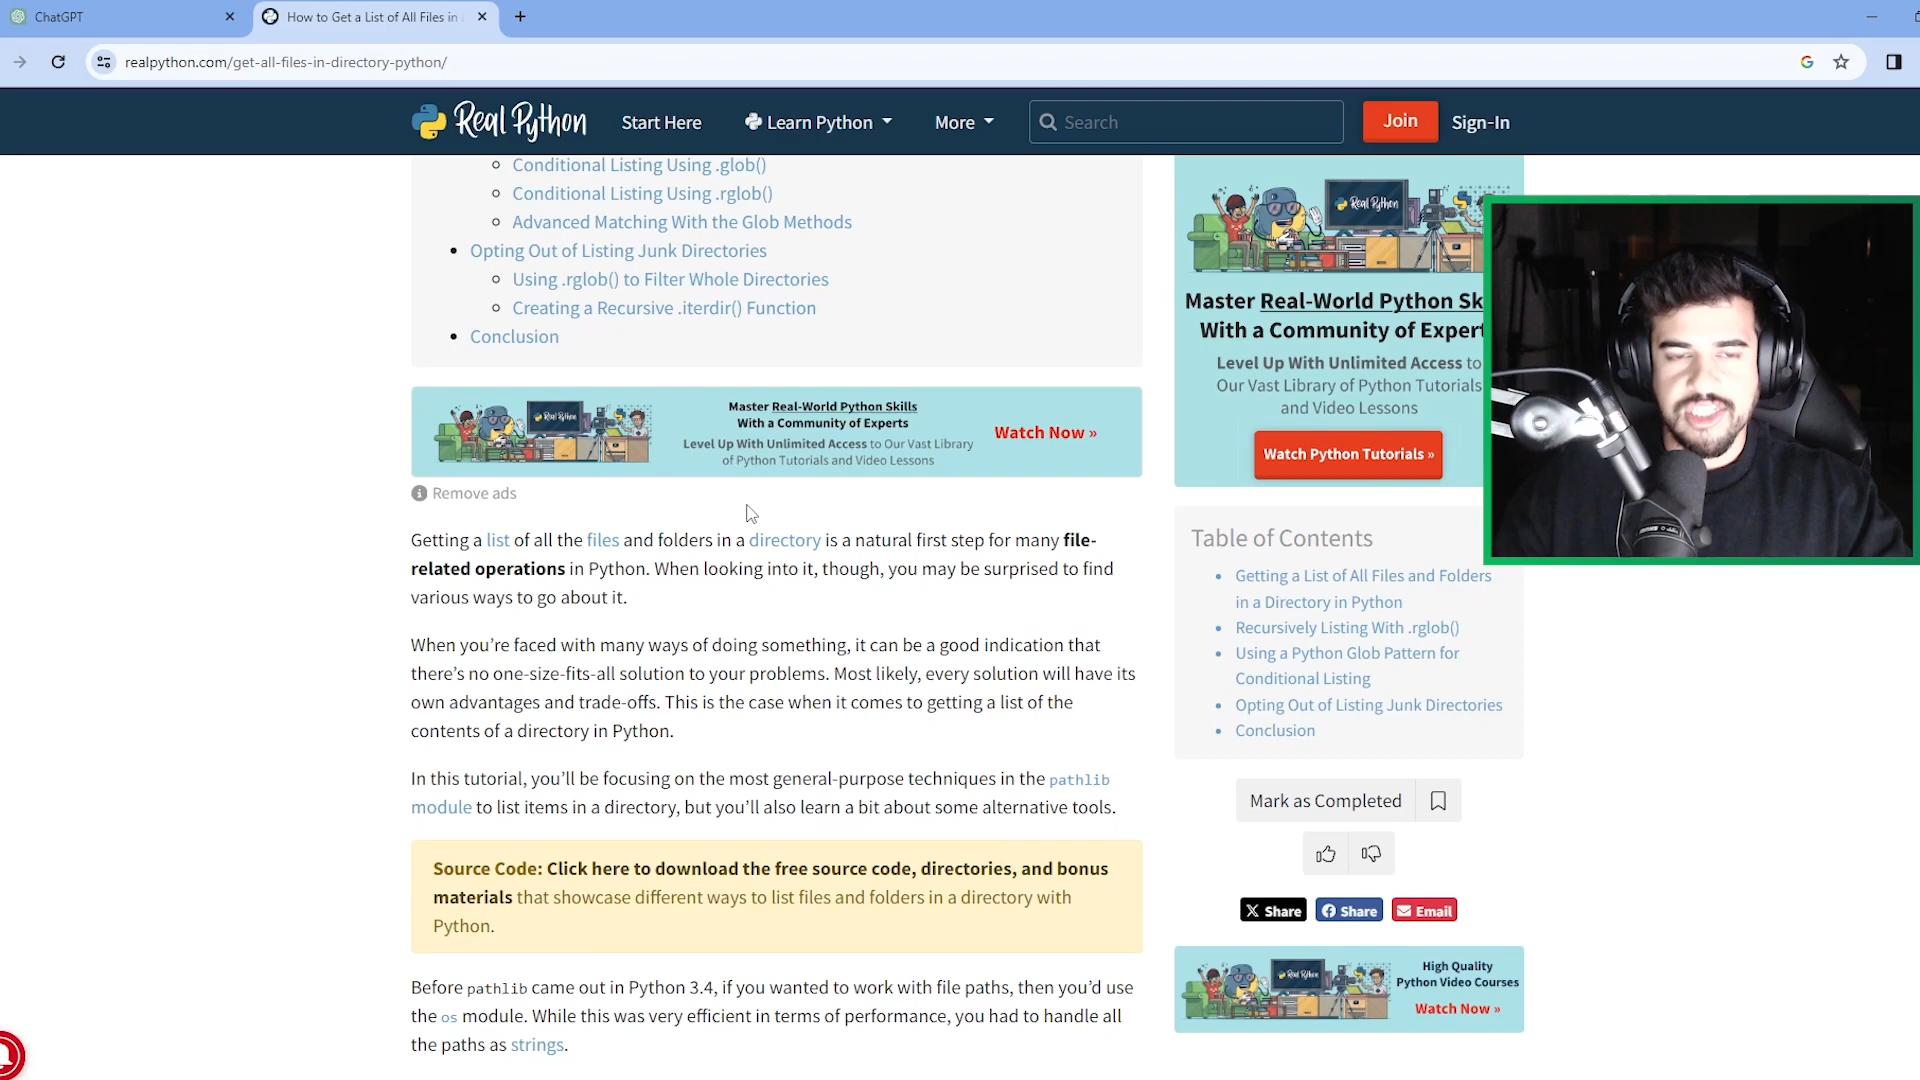 ChatGPT
How to Get a List of All Files in
realpython.com/get-all-files-in-directory-python/
Real Python
Start Here
Learn Python
More
Search
Join
Sign-In
Conditional Listing Using .glob()
Conditional Listing Using .rglob()
Advanced Matching With the Glob Methods
Opting Out of Listing Junk Directories
Using .rglob() to Filter Whole Directories
Creating a Recursive .iterdir() Function
Conclusion
Real Python
Master Real-World Python Skills
With a Community of Experts
Level Up With Unlimited Access to Our Vast Library
of Python Tutorials and Video Lessons
Watch Now »
Remove ads
Getting a list of all the files and folders in a directory is a natural first step for many file-
related operations in Python. When looking into it, though, you may be surprised to find
various ways to go about it.
When you’re faced with many ways of doing something, it can be a good indication that
there’s no one-size-fits-all solution to your problems. Most likely, every solution will have its
own advantages and trade-offs. This is the case when it comes to getting a list of the
contents of a directory in Python.
In this tutorial, you’ll be focusing on the most general-purpose techniques in the pathlib
module to list items in a directory, but you’ll also learn a bit about some alternative tools.
Source Code: Click here to download the free source code, directories, and bonus
materials that showcase different ways to list files and folders in a directory with
Python.
Before pathlib came out in Python 3.4, if you wanted to work with file paths, then you’d use
the os module. While this was very efficient in terms of performance, you had to handle all
the paths as strings.
Real Python
Master Real-World Python Sk
With a Community of Expert
Level Up With Unlimited Access to
Our Vast Library of Python Tutorials
and Video Lessons
Watch Python Tutorials »
Table of Contents
Getting a List of All Files and Folders
in a Directory in Python
Recursively Listing With .rglob()
Using a Python Glob Pattern for
Conditional Listing
Opting Out of Listing Junk Directories
Conclusion
Mark as Completed
X Share
Share
Email
Real Python
High Quality
Python Video Courses
Watch Now »